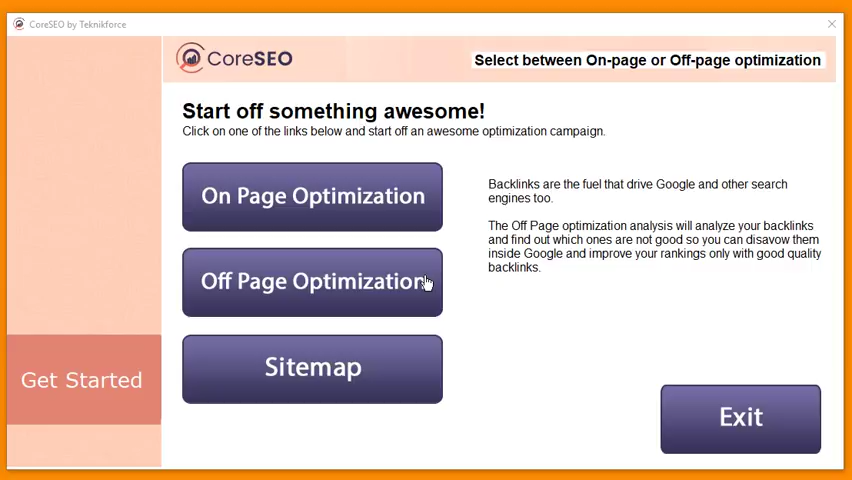 CoreSEO by Teknikforce
CoreSEO
Select between On-page or Off-page optimization
Start off something awesome!
Click on one of the links below and start off an awesome optimization campaign.
On Page Optimization
Off Page Optimization
Sitemap
Backlinks are the fuel that drive Google and other search
engines too.
The Off Page optimization analysis will analyze your backlinks
and find out which ones are not good so you can disavow them
inside Google and improve your rankings only with good quality
backlinks.
Get Started
Exit